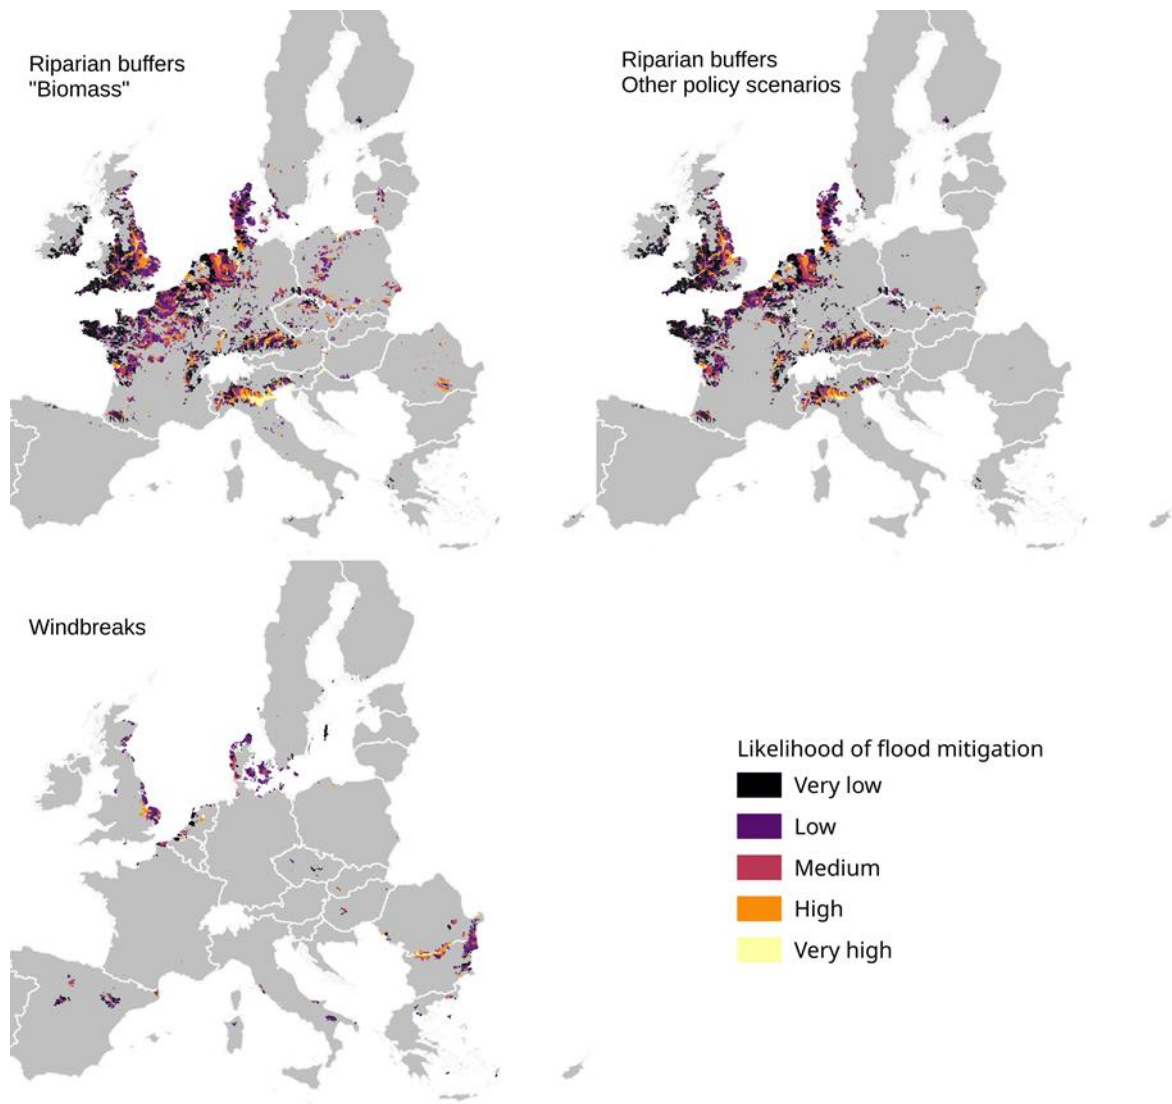 Riparian buffers
"Biomass"
Riparian buffers
Other policy scenarios
Windbreaks
Likelihood of flood mitigation
Very low
Low
Medium
High
Very high